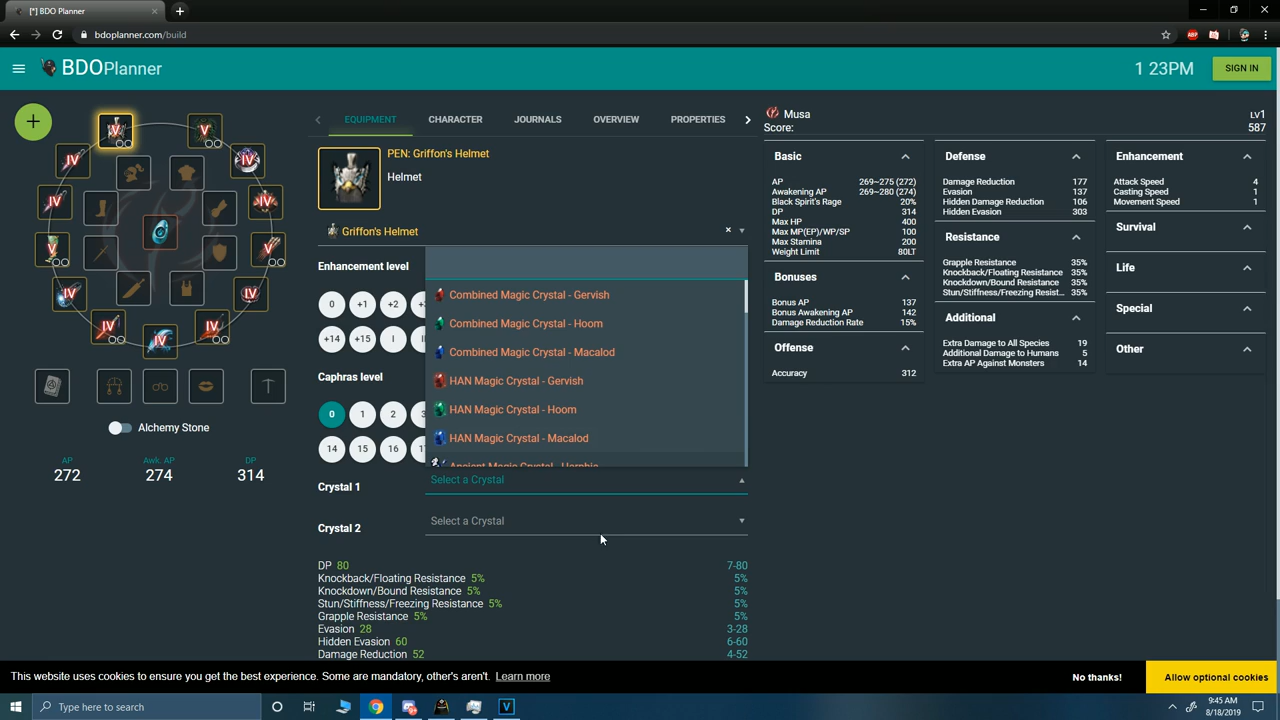 [*] BDO Planner
bdoplanner.com/build
ABP
BDOPlanner
1 23PM
SIGN IN
EQUIPMENT
CHARACTER
JOURNALS
OVERVIEW
PROPERTIES
PEN: Griffon's Helmet
Helmet
Griffon's Helmet
Enhancement level
0
+1
+2
+14
+15
I
Caphras level
0
1
2
14
15
16
Combined Magic Crystal - Gervish
Combined Magic Crystal - Hoom
Combined Magic Crystal - Macalod
HAN Magic Crystal - Gervish
HAN Magic Crystal - Hoom
HAN Magic Crystal - Macalod
Crystal 1
Select a Crystal
Crystal 2
Select a Crystal
DP 80 7-80
Knockback/Floating Resistance 5% 5%
Knockdown/Bound Resistance 5% 5%
Stun/Stiffness/Freezing Resistance 5% 5%
Grapple Resistance 5% 5%
Evasion 28 3-28
Hidden Evasion 60 6-60
Damage Reduction 52 4-52
V
V
IV
IV
IV
IV
V
V
IV
IV
IV
IV
IV
Alchemy Stone
AP
272
Awk. AP
274
DP
314
Musa
Lv1
Score:
587
Basic
AP 269~275 (272)
Awakening AP 269~280 (274)
Black Spirit's Rage 20%
DP 314
Max HP 400
Max MP(EP)/WP/SP 100
Max Stamina 200
Weight Limit 80LT
Bonuses
Bonus AP 137
Bonus Awakening AP 142
Damage Reduction Rate 15%
Offense
Accuracy 312
Defense
Damage Reduction 177
Evasion 137
Hidden Damage Reduction 106
Hidden Evasion 303
Resistance
Grapple Resistance 35%
Knockback/Floating Resistance 35%
Knockdown/Bound Resistance 35%
Stun/Stiffness/Freezing Resist... 35%
Additional
Extra Damage to All Species 19
Additional Damage to Humans 5
Extra AP Against Monsters 14
Enhancement
Attack Speed 4
Casting Speed 1
Movement Speed 1
Survival
Life
Special
Other
This website uses cookies to ensure you get the best experience. Some are mandatory, other's aren't. Learn more
No thanks!
Allow optional cookies
Type here to search
V
9:45 AM
8/18/2019